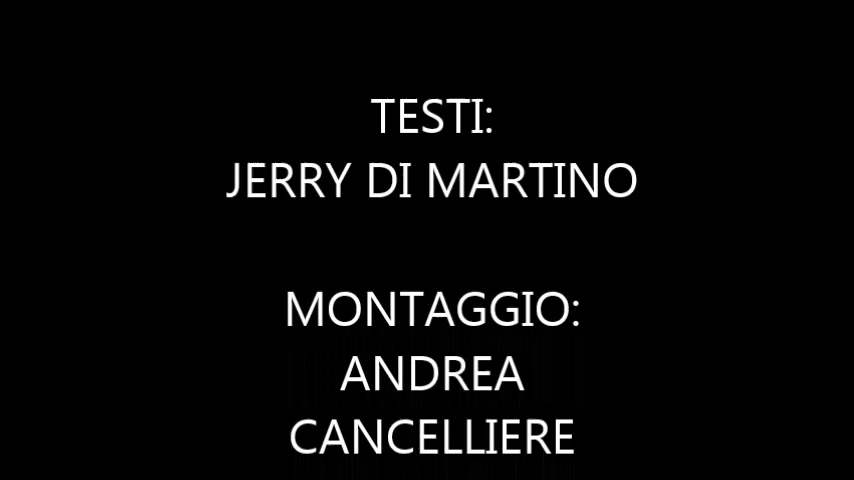 TESTI:
JERRY DI MARTINO
MONTAGGIO:
ANDREA
CANCELLIERE